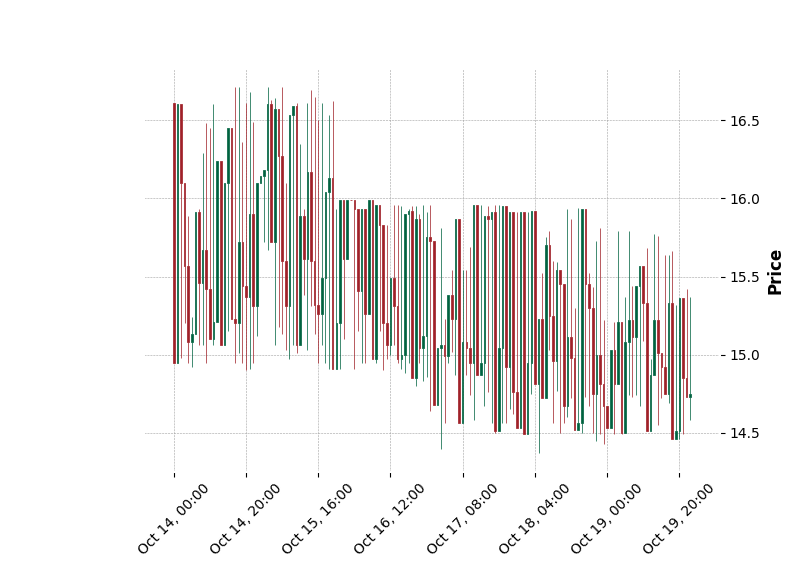 16.5
16.0
15.5
15.0
14.5
Price
Oct 14, 00:00
Oct 14, 20:00
Oct 15, 16:00
Oct 16, 12:00
Oct 17, 08:00
Oct 18, 04:00
Oct 19, 00:00
Oct 19, 20:00